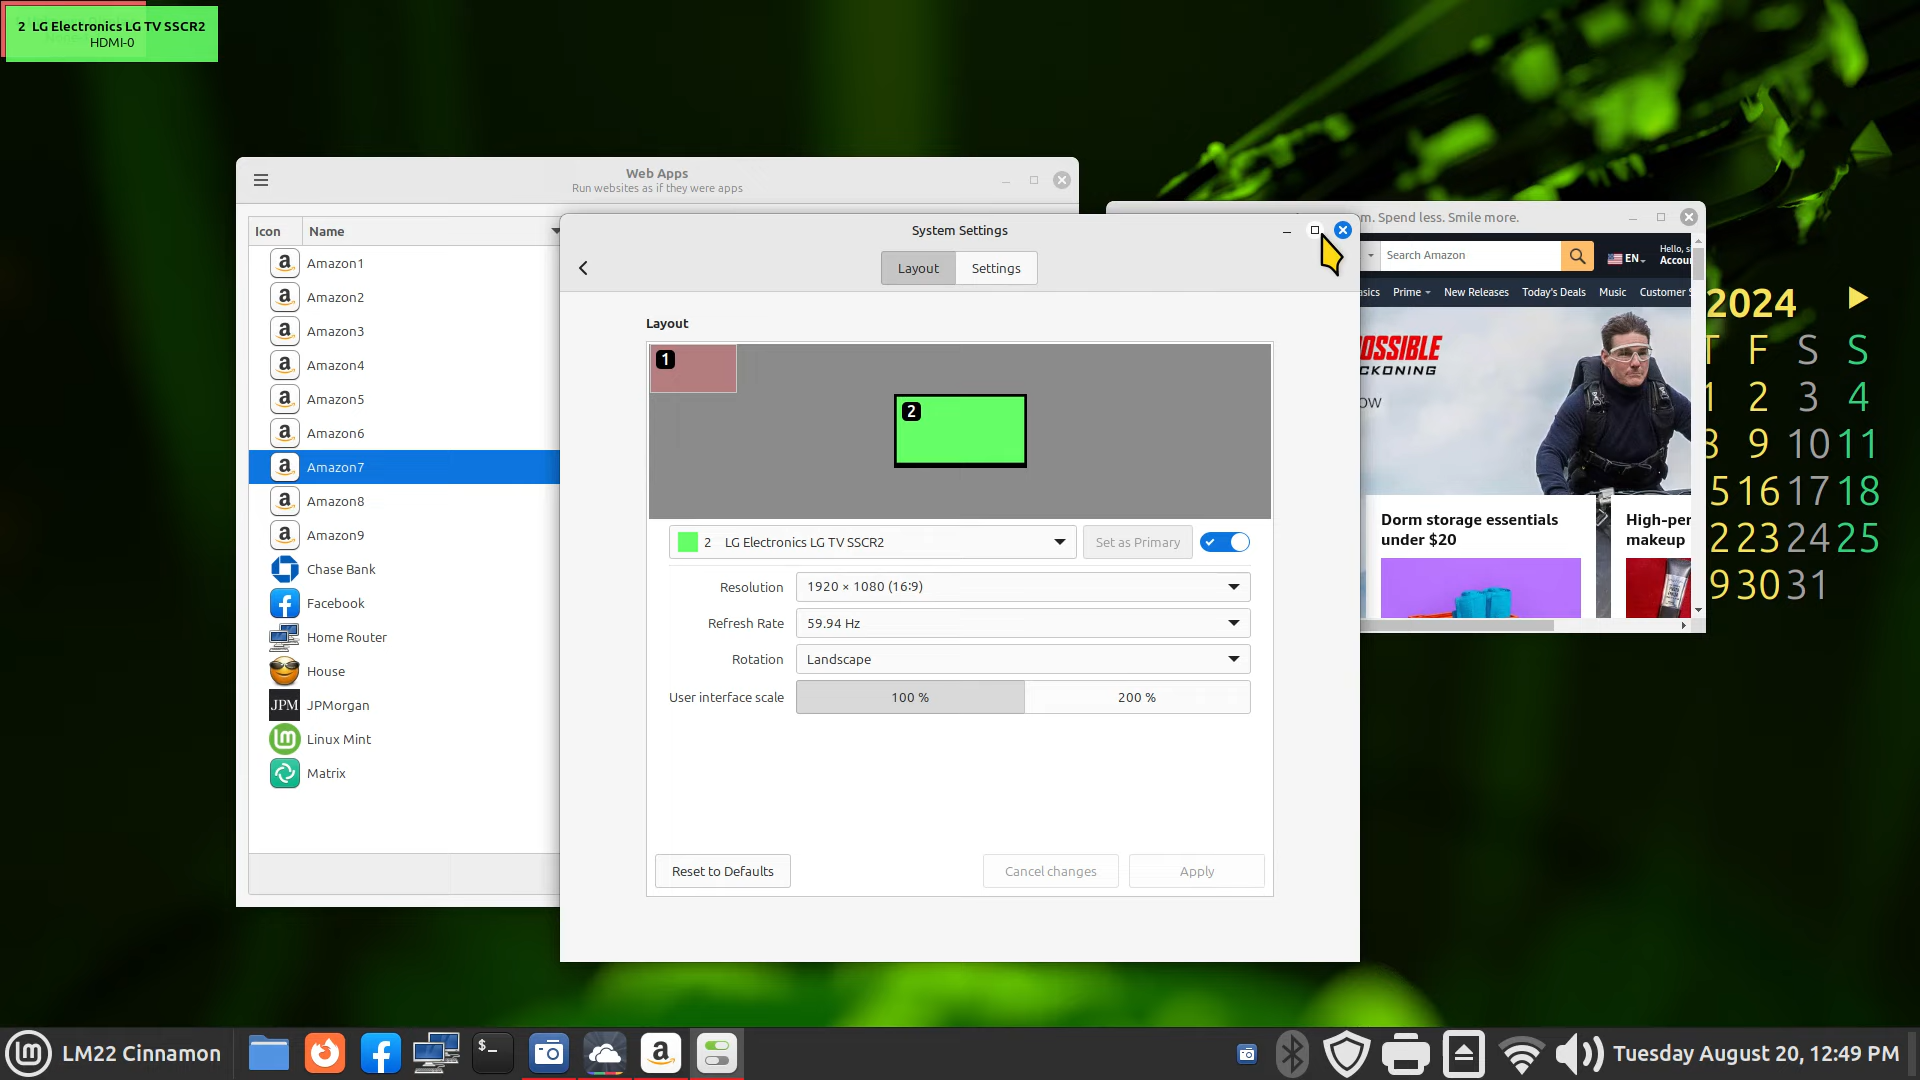 2 LG Electronics LG TV SSCR2
HDMI-0
Web Apps
Run websites as if they were apps
Icon
Name
Amazon1
Amazon2
Amazon3
Amazon4
Amazon5
Amazon6
Amazon7
Amazon8
Amazon9
Chase Bank
Facebook
Home Router
House
JPM
JPMorgan
Linux Mint
Matrix
System Settings
Layout
Settings
Layout
1
2
2 LG Electronics LG TV SSCR2
Set as Primary
Resolution
1920 × 1080 (16:9)
Refresh Rate
59.94 Hz
Rotation
Landscape
User interface scale
100 %
200 %
Reset to Defaults
Cancel changes
Apply
m. Spend less. Smile more.
Search Amazon
EN
Hello, s
Accou
asics Prime New Releases Today's Deals Music Customer S
OSSIBLE
CKONING
OW
Dorm storage essentials
under $20
High-per
makeup
2024
T F S S
1 2 3 4
8 9 10 11
5 16 17 18
2 23 24 25
9 30 31
LM22 Cinnamon
Tuesday August 20, 12:49 PM